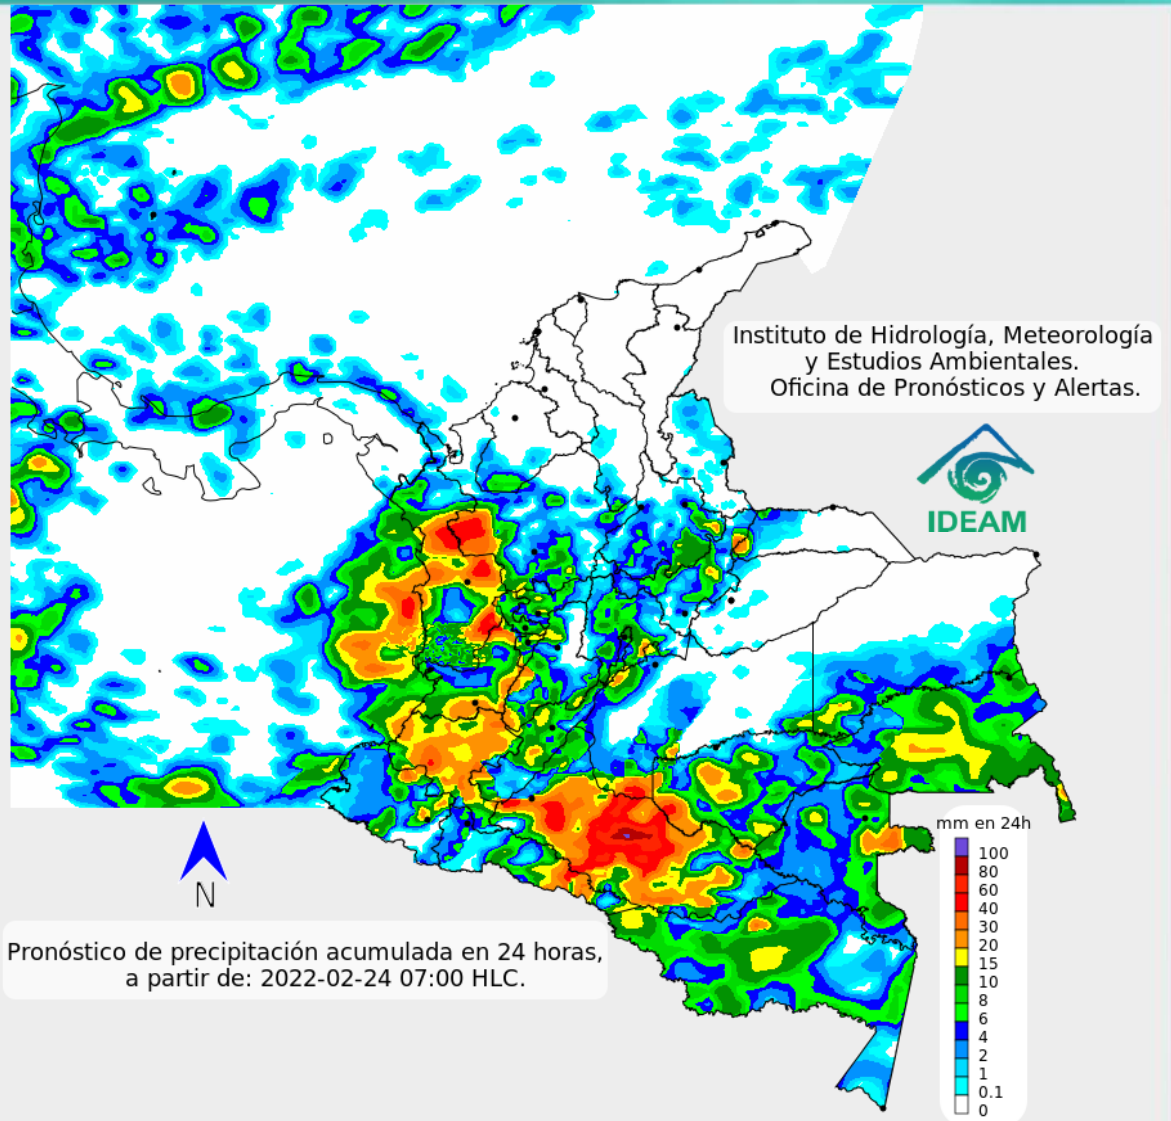 Instituto de Hidrología, Meteorología
y Estudios Ambientales.
Oficina de Pronósticos y Alertas.
IDEAM
mm en 24h
100
80
60
40
30
20
15
10
8
6
4
2
1
0.1
0
N
Pronóstico de precipitación acumulada en 24 horas,
a partir de: 2022-02-24 07:00 HLC.